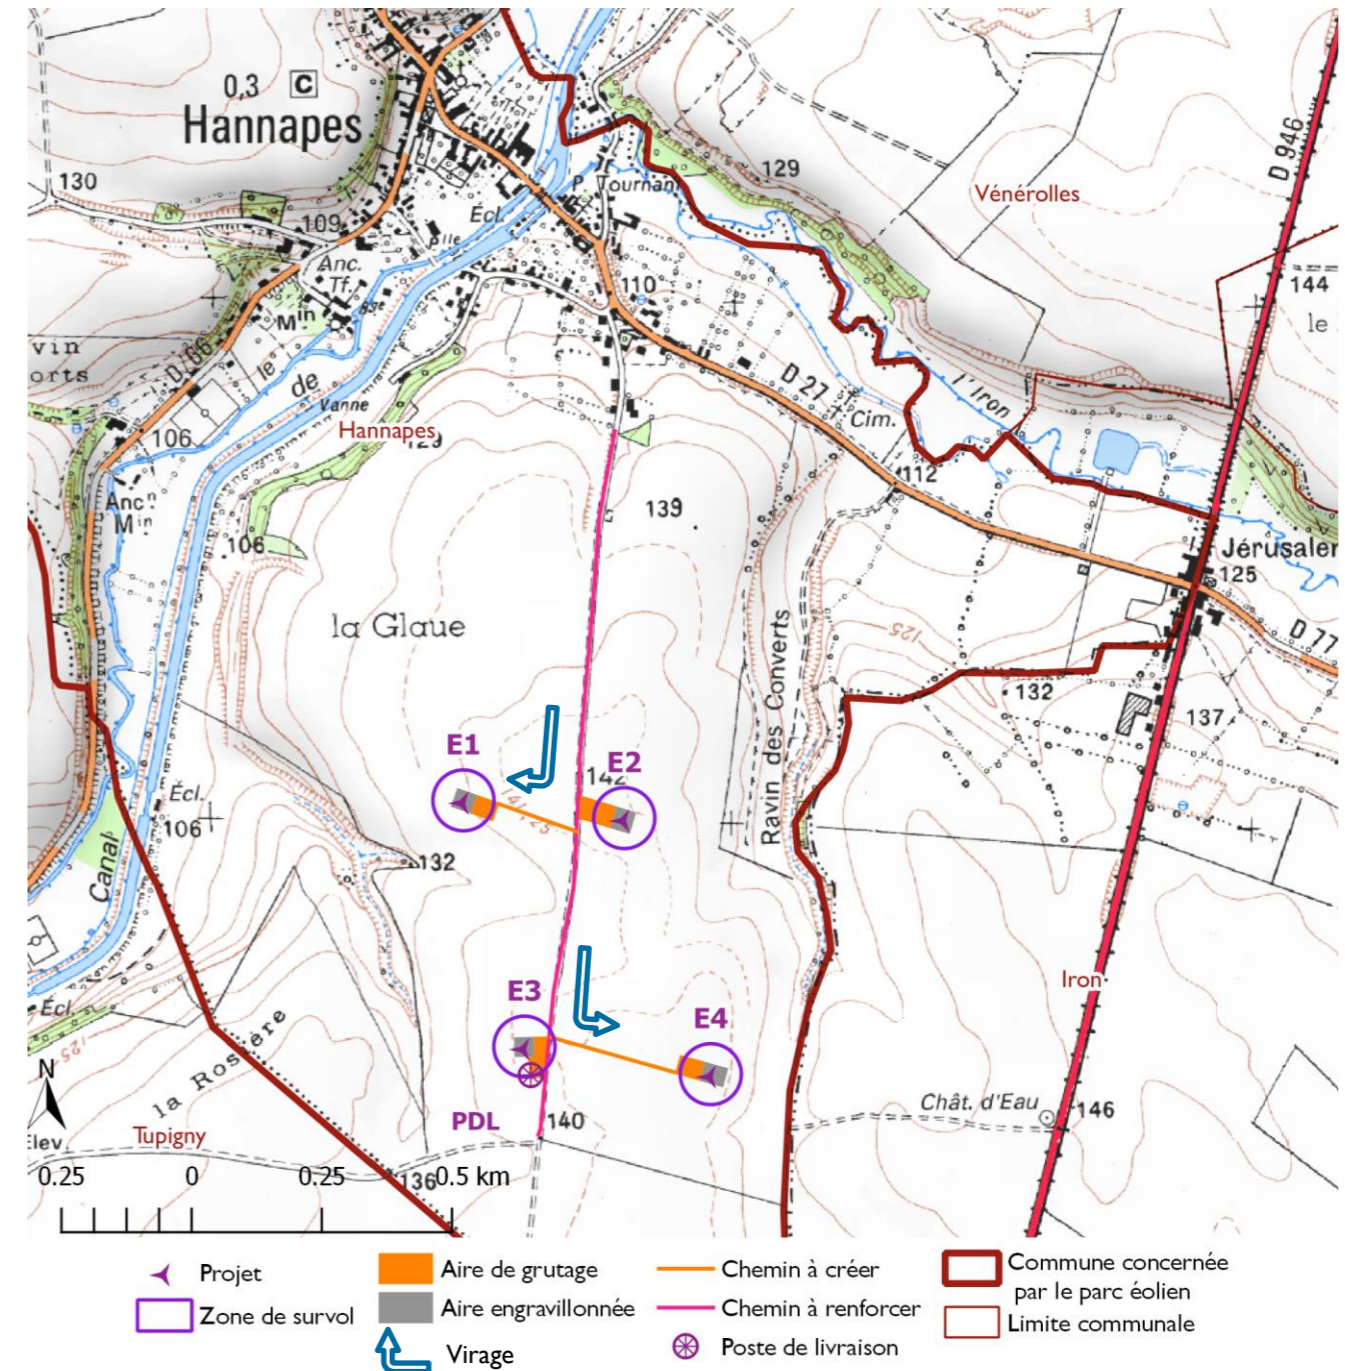 0,3 C
Hannapes
130
109
Écl.
P. Tournant
129
Vénérolles
D 946
144
le
Anc.
Tf.
Min
110
vin
orts
D 66
le
de
Vanne
Hannapes
129
D 27
Cim.
l'Iron
106
112
Ancn
Min
106
139
Jérusalem
125
D 77
la Glaue
125
Ravin des Converts
132
137
E1
E2
142
Écl.
106
132
Canal
Iron
E3
E4
Écl.
125
la Rosière
N
Élev.
Tupigny
PDL
140
Chât. d'Eau
146
136
0.25 0 0.25 0.5 km
Projet
Zone de survol
Aire de grutage
Aire engravillonnée
Virage
Chemin à créer
Chemin à renforcer
Poste de livraison
Commune concernée
par le parc éolien
Limite communale